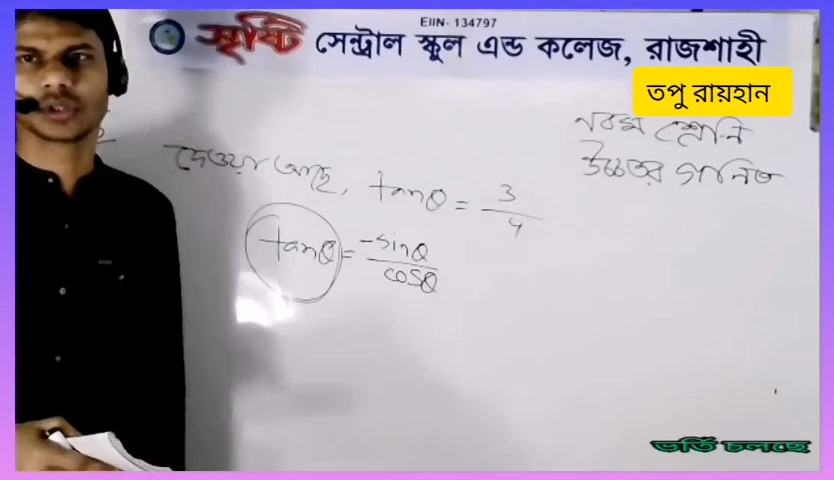 EIIN- 134797
সৃষ্টি সেন্ট্রাল স্কুল এন্ড কলেজ, রাজশাহী
তপু রায়হান
নবম শ্রেনি
উচ্চতর গনিত
দেওয়া আছে, tanθ = 3/4
tanθ = -sinθ/cosθ
ভর্তি চলছে